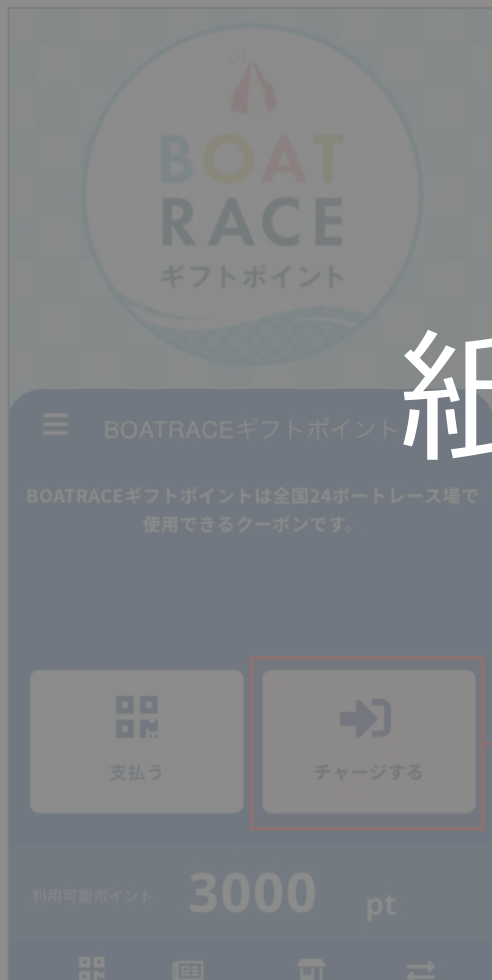 BOAT
RACE
ギフトポイント
紙
BOATRACEギフトポイント
BOATRACEギフトポイントは全国24ボートレース場で
使用できるクーポンです。
支払う
チャージする
利用可能ポイント 3000 pt